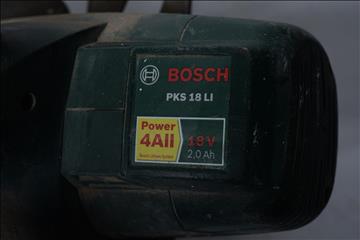 BOSCH
PKS 18 LI
Power
4All
18 V
2,0 Ah